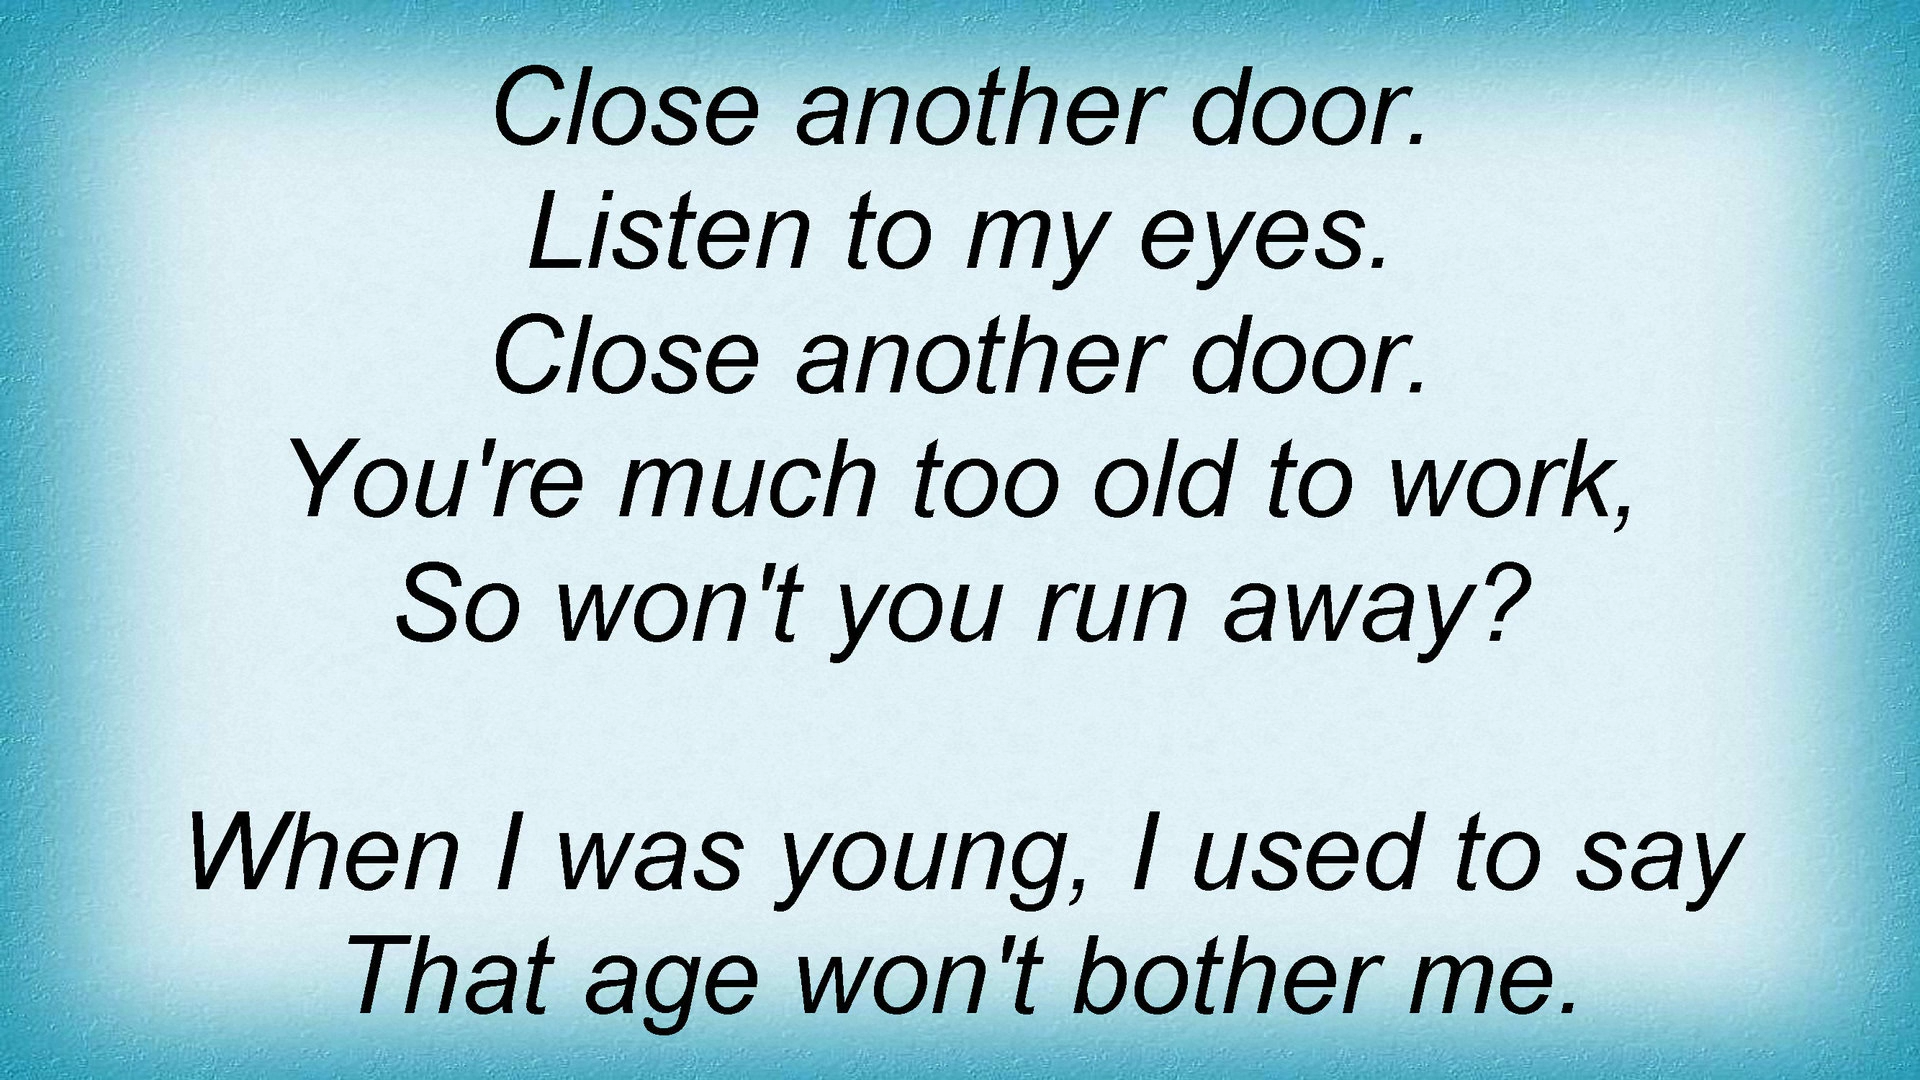 Close another door.
Listen to my eyes.
Close another door.
You're much too old to work,
So won't you run away?
When I was young, I used to say
That age won't bother me.